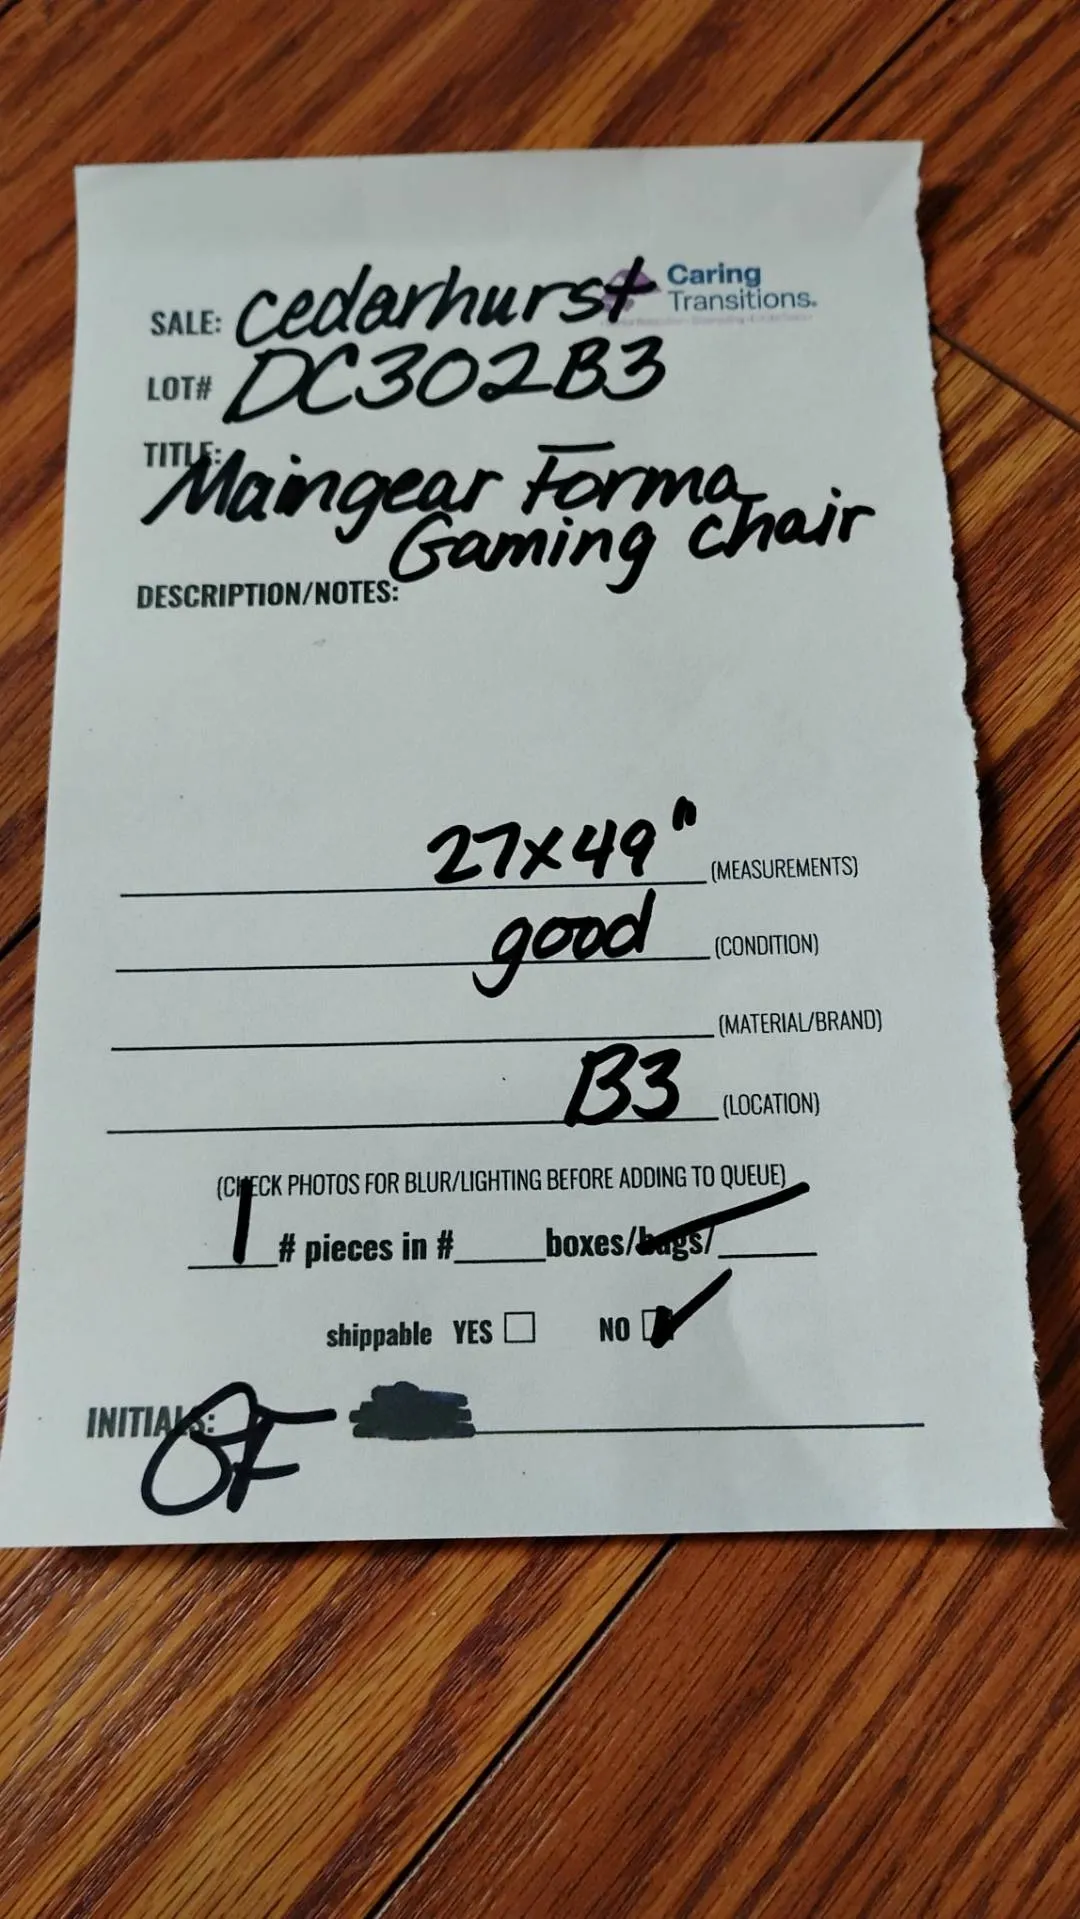 Caring
Transitions.
SALE: Cedarhurst
LOT# DC302B3
TITLE: Maingear Forma
Gaming chair
DESCRIPTION/NOTES:
27x49" (MEASUREMENTS)
good (CONDITION)
(MATERIAL/BRAND)
B3 (LOCATION)
(CHECK PHOTOS FOR BLUR/LIGHTING BEFORE ADDING TO QUEUE)
1 # pieces in # boxes/bags/
shippable YES NO
INITIALS: